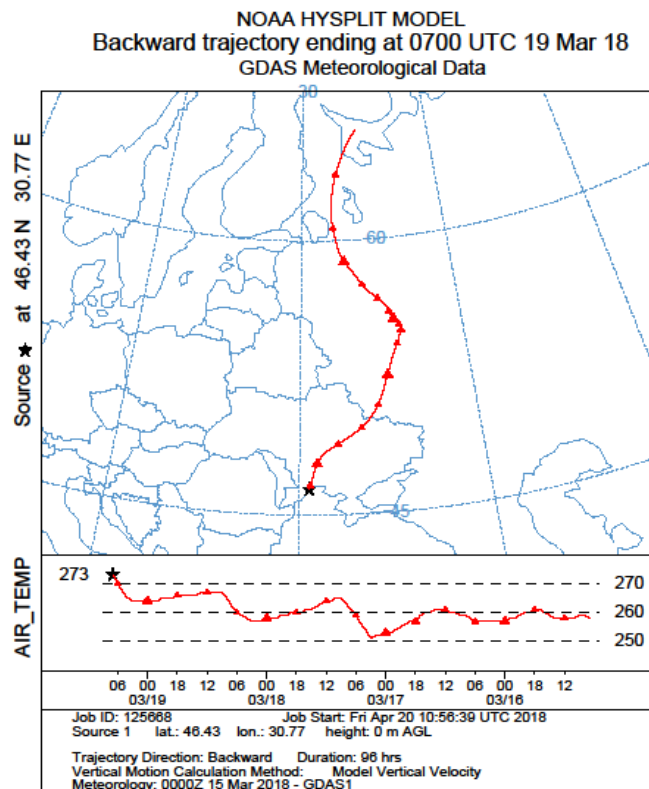 NOAA HYSPLIT MODEL
Backward trajectory ending at 0700 UTC 19 Mar 18
GDAS Meteorological Data
Source ★ at 46.43 N 30.77 E
30
60
45
AIR_TEMP
273
270
260
250
06 00 18 12 06 00 18 12 06 00 18 12 06 00 18 12
03/19 03/18 03/17 03/16
Job ID: 125668 Job Start: Fri Apr 20 10:56:39 UTC 2018
Source 1 lat.: 46.43 lon.: 30.77 height: 0 m AGL
Trajectory Direction: Backward Duration: 96 hrs
Vertical Motion Calculation Method: Model Vertical Velocity
Meteorology: 0000Z 15 Mar 2018 - GDAS1